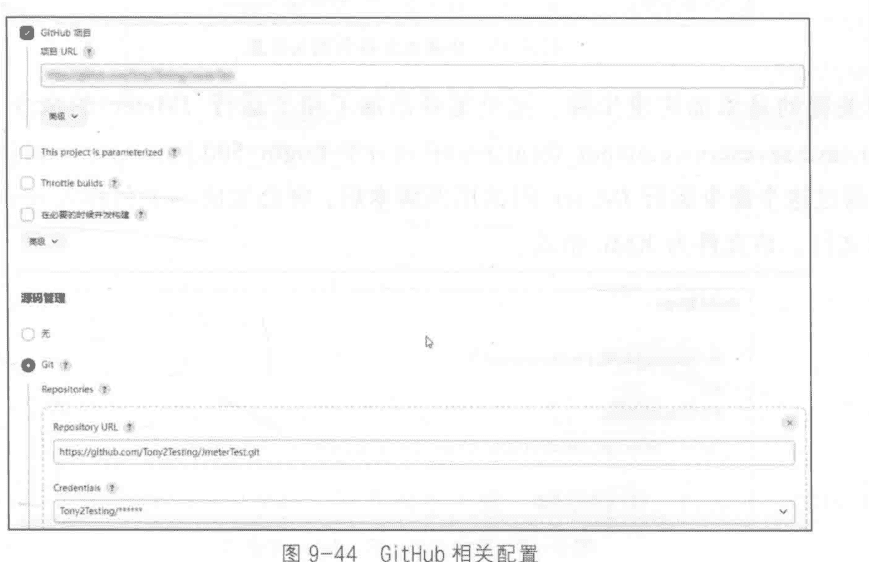 GitHub 项目
项目 URL ?
高级
This project is parameterized ?
Throttle builds ?
在必要的时候并发构建 ?
高级
源码管理
无
Git ?
Repositories ?
Repository URL ?
https://github.com/Tony2Testing/JmeterTest.git
Credentials ?
Tony2Testing/******
图 9-44 GitHub 相关配置